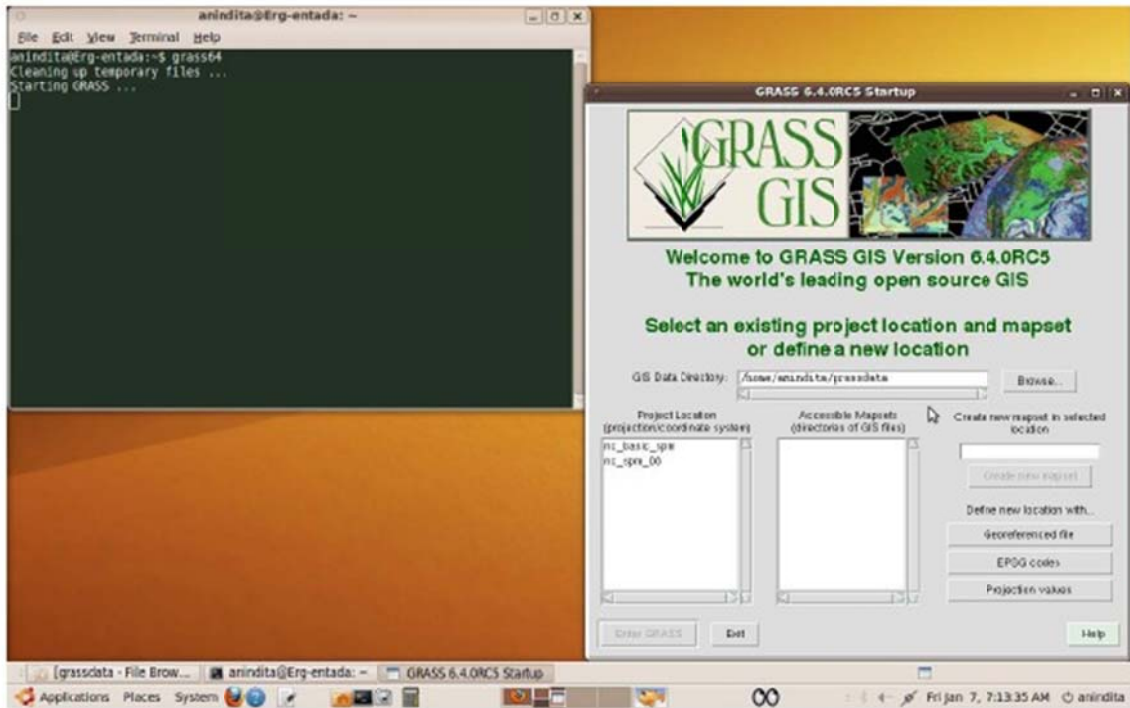 anindita@Erg-entada: ~
File Edit View Terminal Help
anindita@Erg-entada:~$ grass64
Cleaning up temporary files ...
Starting GRASS ...
GRASS 6.4.0RC5 Startup
GRASS
GIS
Welcome to GRASS GIS Version 6.4.0RC5
The world's leading open source GIS
Select an existing project location and mapset
or define a new location
GIS Data Directory: /home/anindita/grassdata Browse...
Project Location
(projection/coordinate system)
nc_basic_spm
nc_spm_00
Accessible Mapsets
(directories of GIS files)
Create new mapset in selected
location
Create new mapset
Define new location with...
Georeferenced file
EPSG codes
Projection values
Enter GRASS Exit Help
[grassdata - File Brow... anindita@Erg-entada: ~ GRASS 6.4.0RC5 Startup
Applications Places System Fri Jan 7, 7:13:35 AM anindita